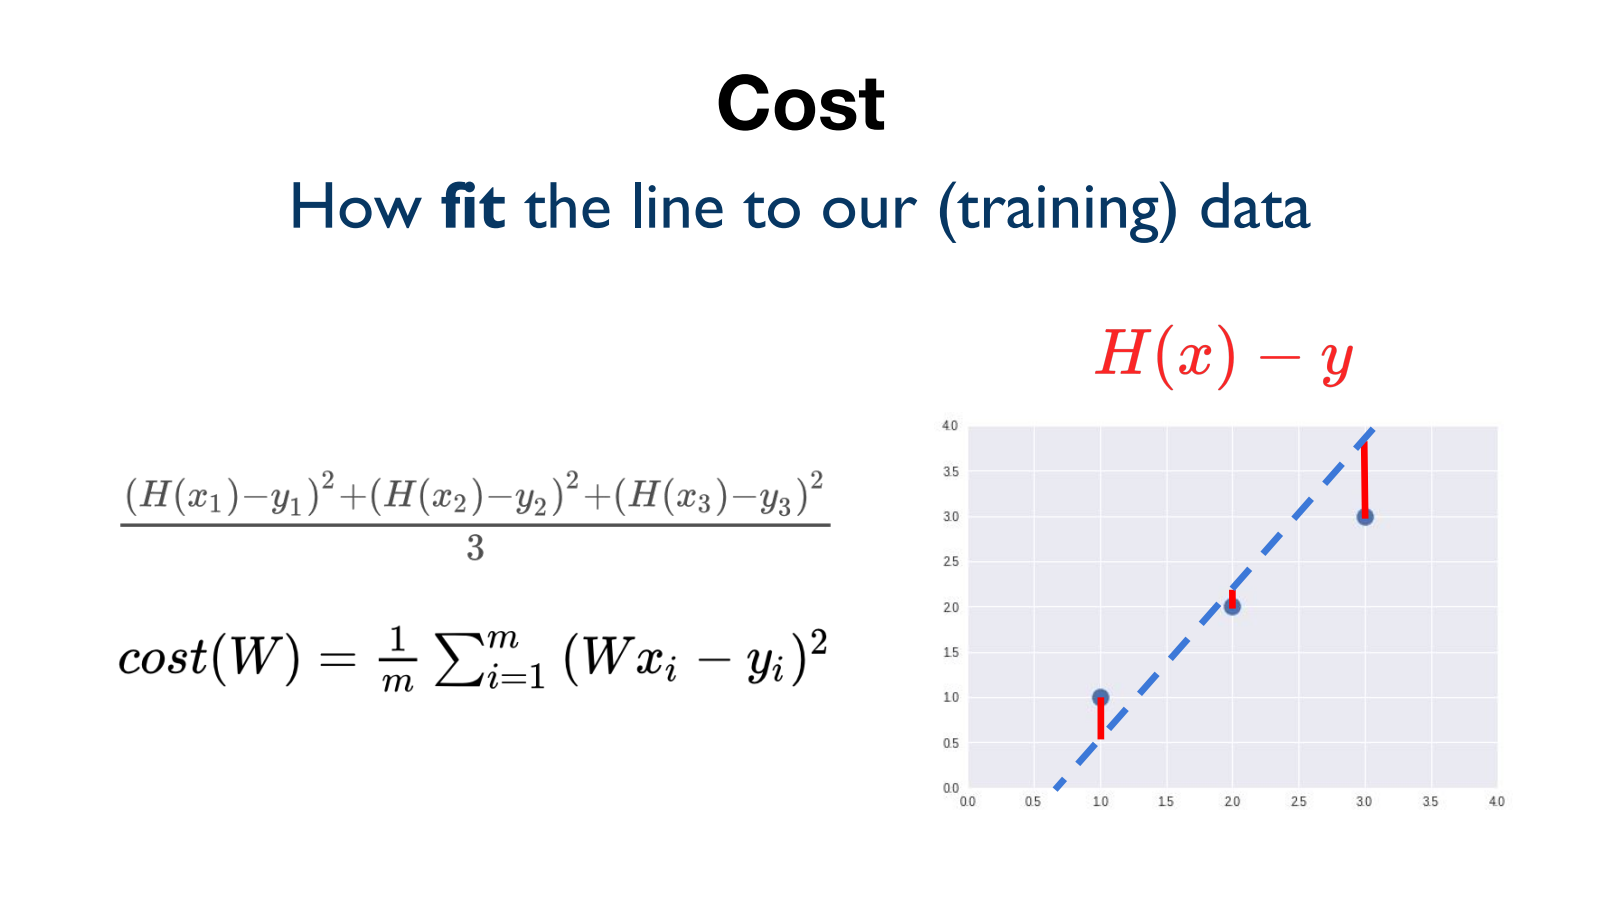 Cost
How fit the line to our (training) data
H(x) − y
(H(x₁)−y₁)²+(H(x₂)−y₂)²+(H(x₃)−y₃)²
3
cost(W) = 1/m ∑ᵢ₌₁ᵐ (Wxᵢ − yᵢ)²
4.0
3.5
3.0
2.5
2.0
1.5
1.0
0.5
0.0
0.0 0.5 1.0 1.5 2.0 2.5 3.0 3.5 4.0